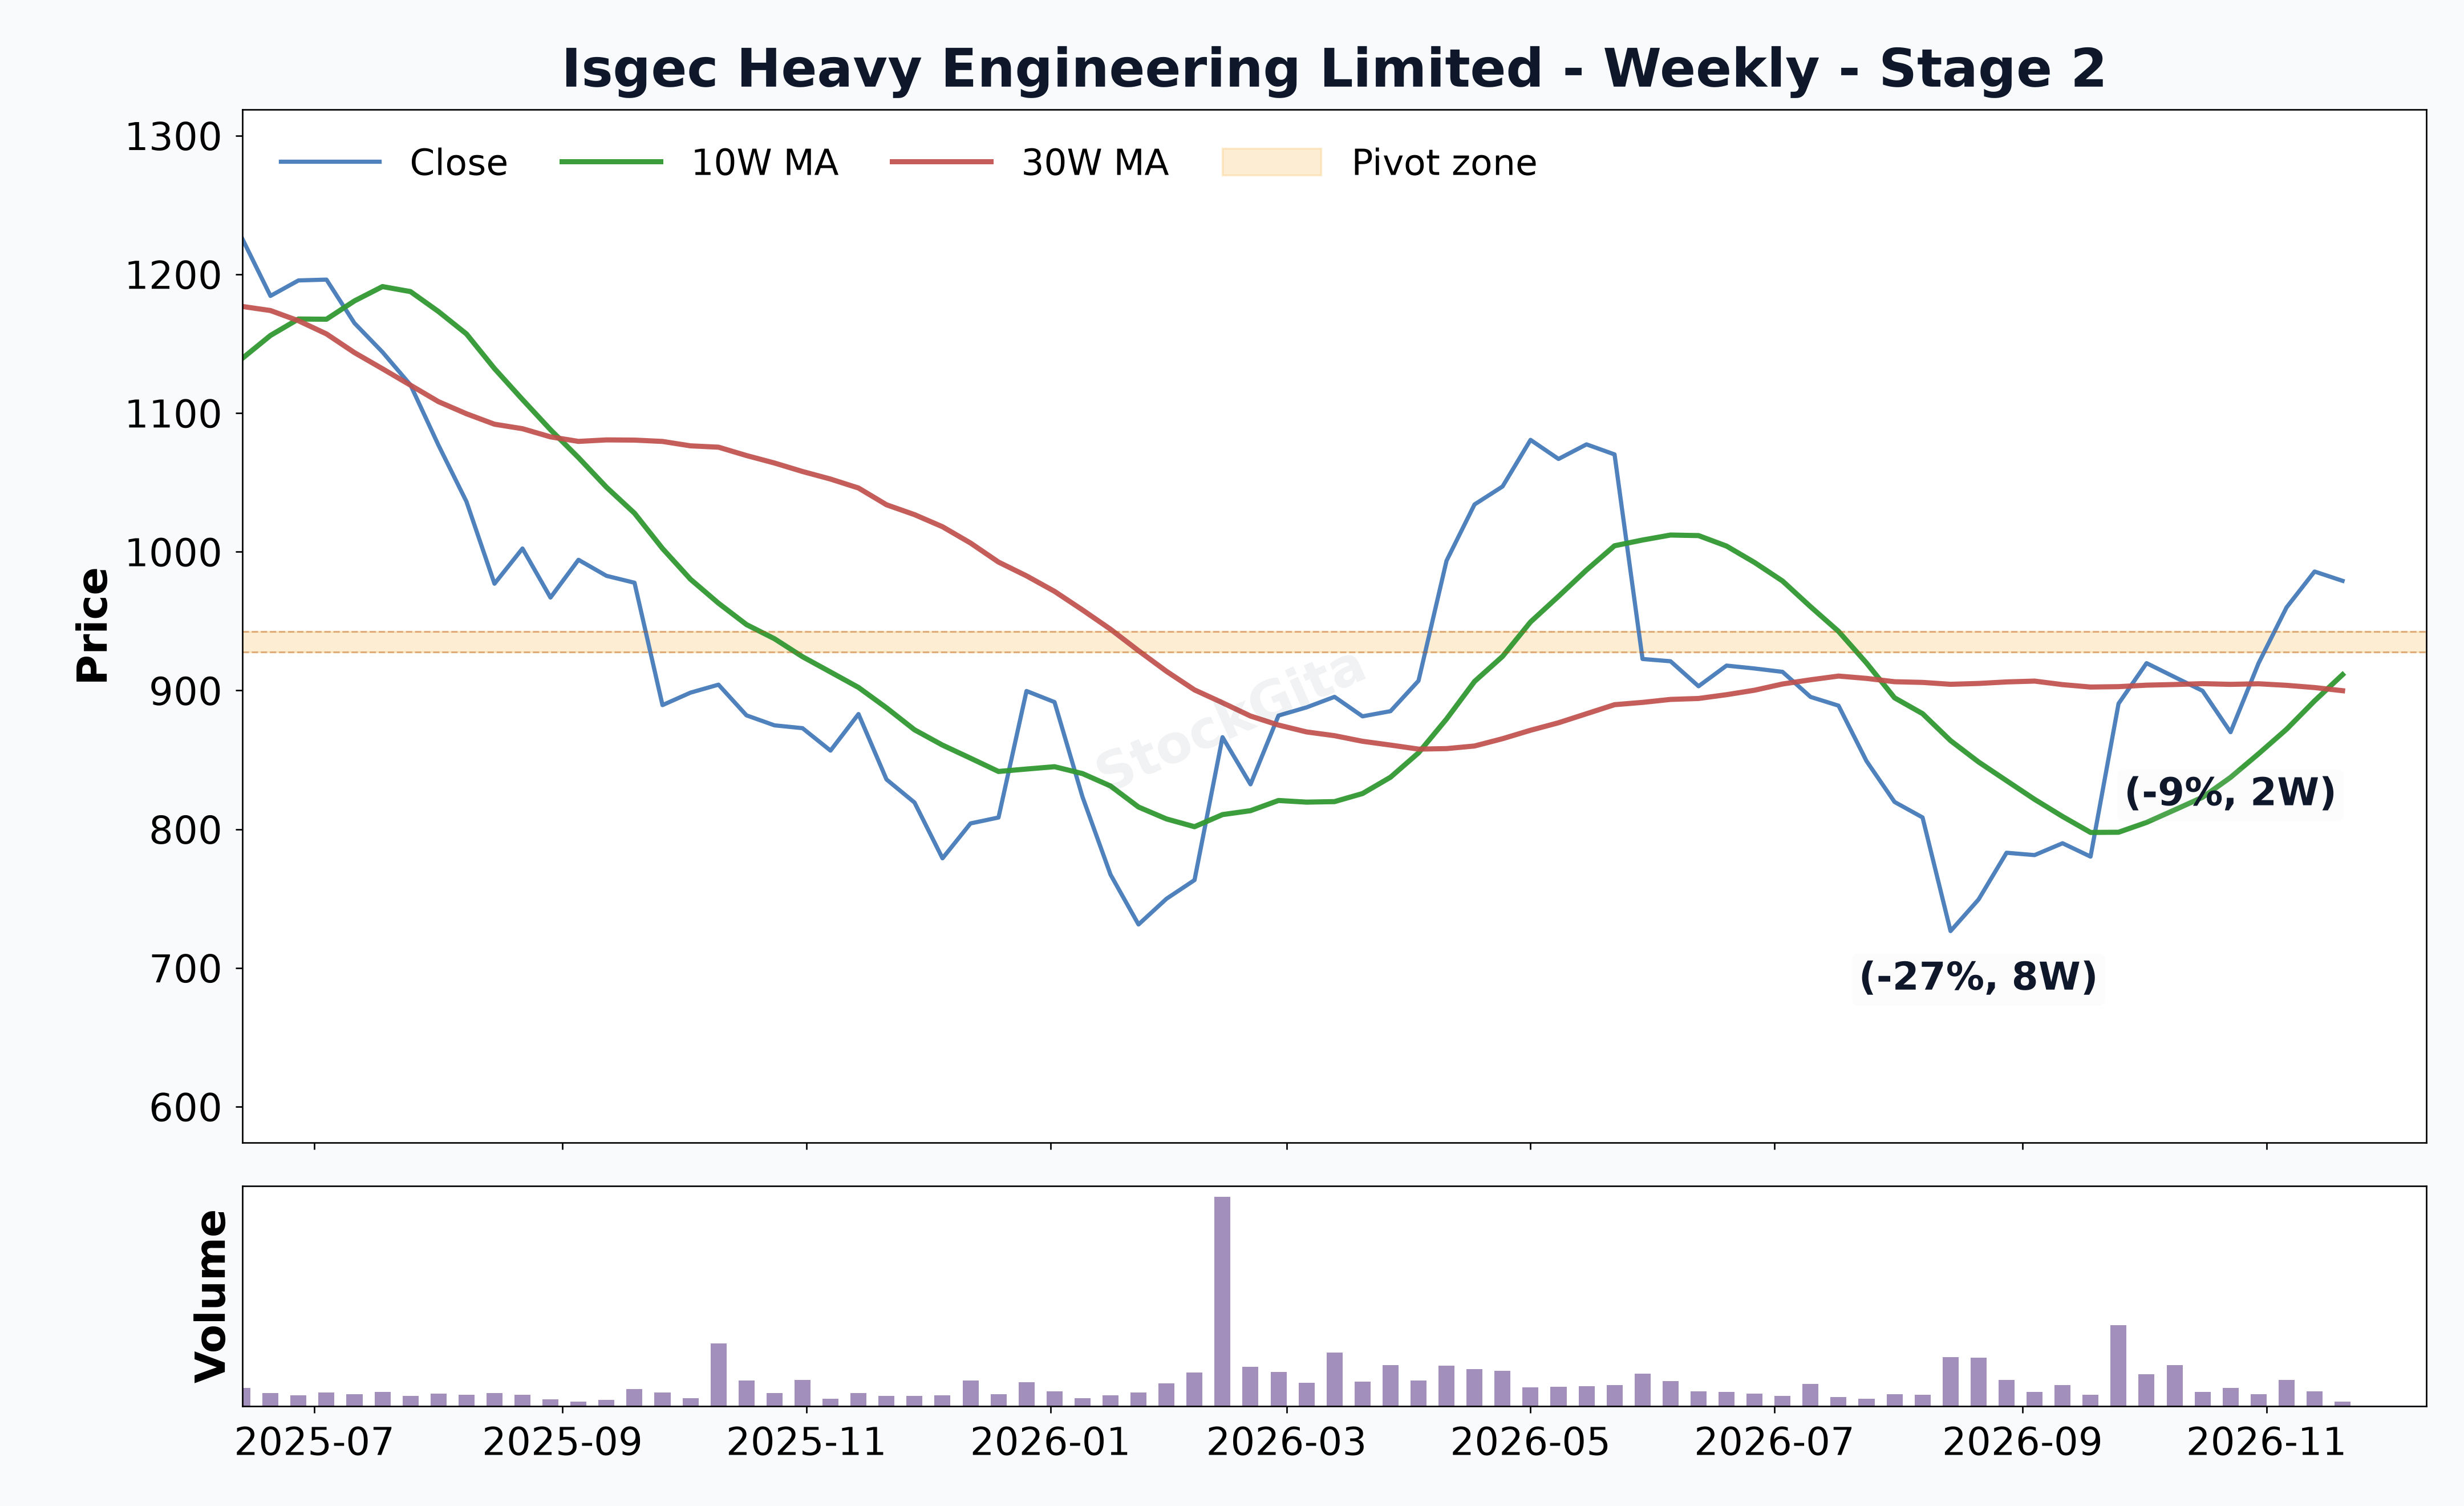 Isgec Heavy Engineering Limited - Weekly - Stage 2
Close 10W MA 30W MA Pivot zone
Price
1300
1200
1100
1000
900
800
700
600
StockGita
(-9%, 2W)
(-27%, 8W)
Volume
2025-07 2025-09 2025-11 2026-01 2026-03 2026-05 2026-07 2026-09 2026-11